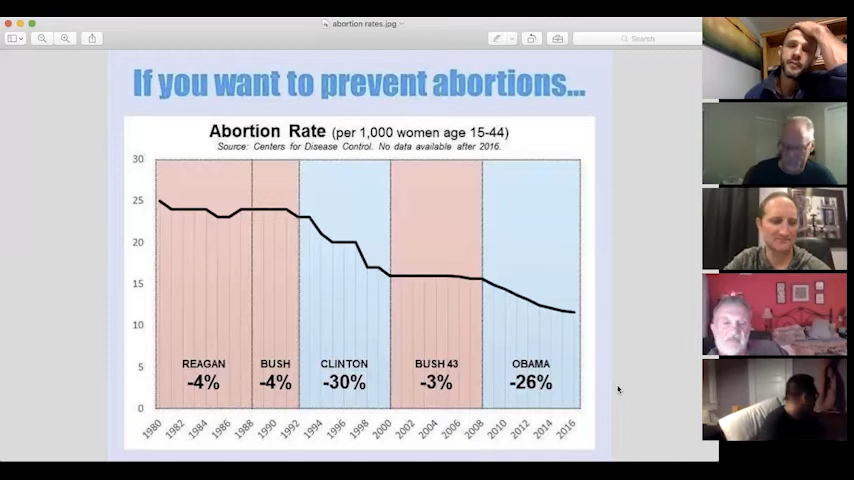 abortion rates.jpg
Search
If you want to prevent abortions...
Abortion Rate (per 1,000 women age 15-44)
Source: Centers for Disease Control. No data available after 2016.
30
25
20
15
10
5
0
REAGAN BUSH CLINTON BUSH 43 OBAMA
-4% -4% -30% -3% -26%
1980 1982 1984 1986 1988 1990 1992 1994 1996 1998 2000 2002 2004 2006 2008 2010 2012 2014 2016